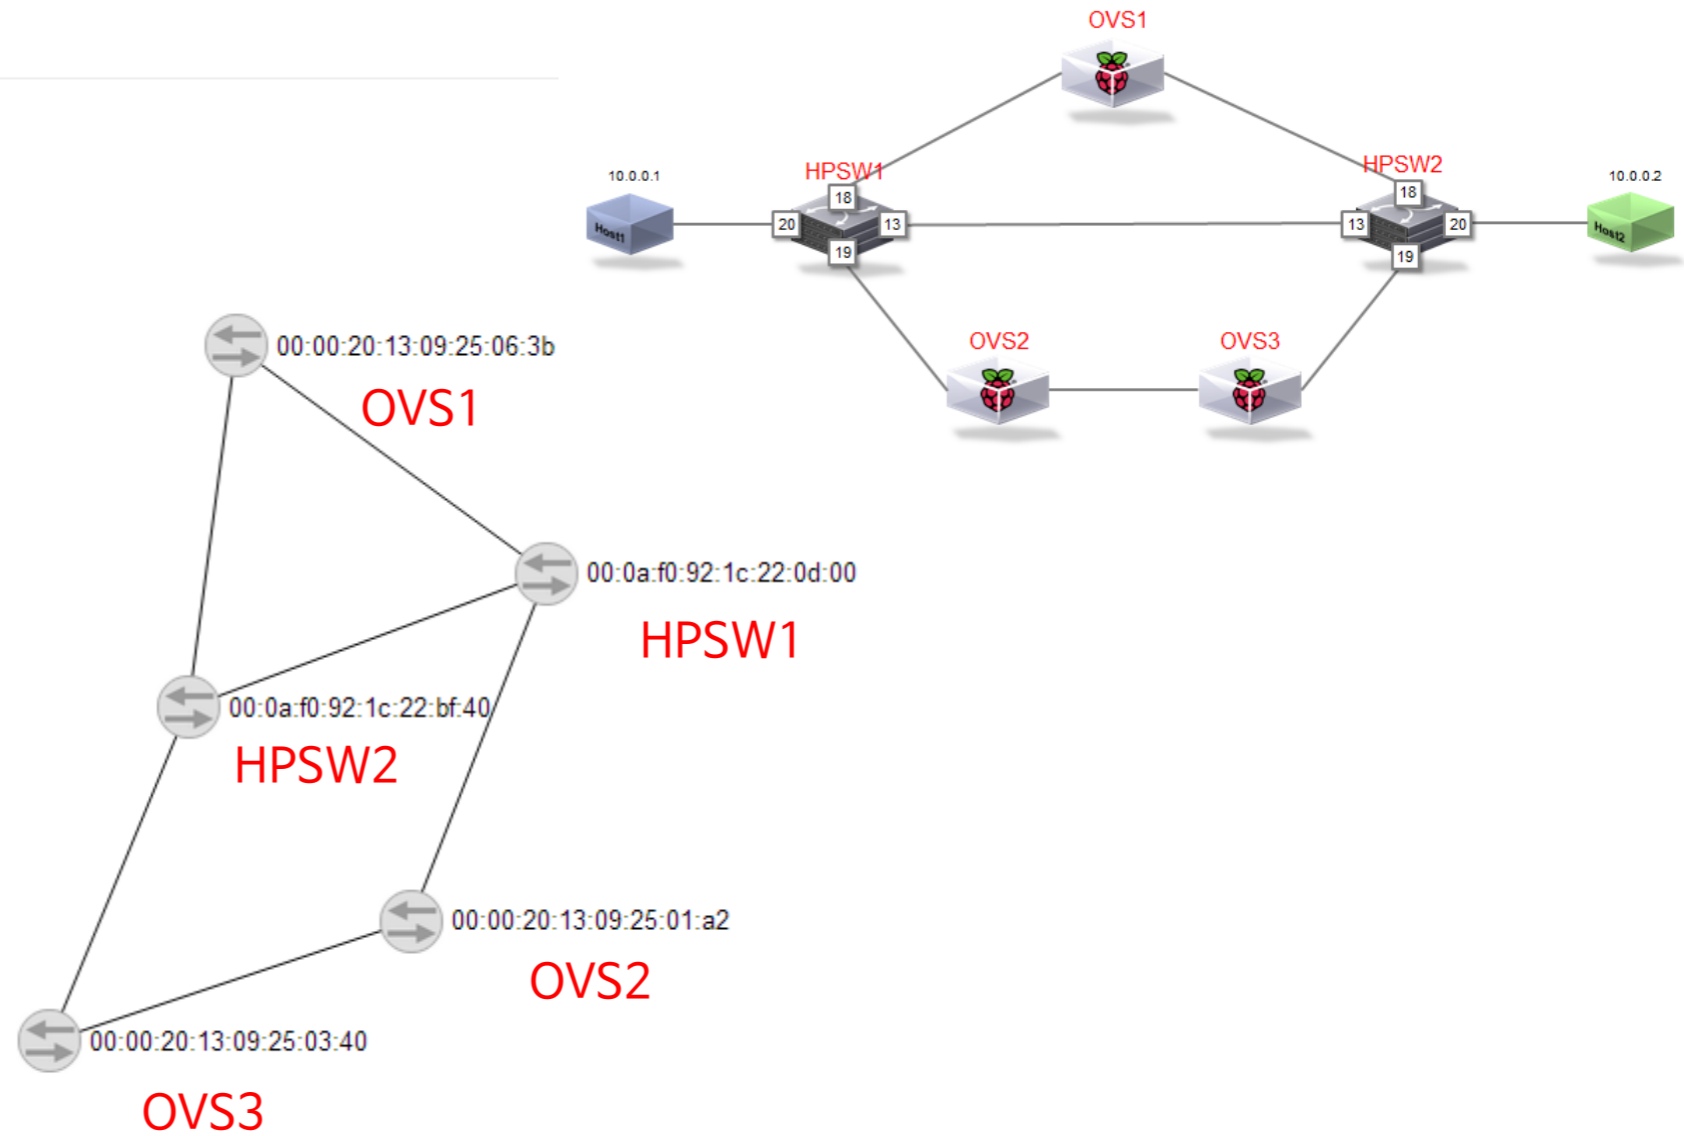 OVS1
HPSW1
HPSW2
10.0.0.1
10.0.0.2
18
18
20
13
13
20
Host1
Host2
19
19
OVS2
OVS3
00:00:20:13:09:25:06:3b
OVS1
00:0a:f0:92:1c:22:0d:00
HPSW1
00:0a:f0:92:1c:22:bf:40
HPSW2
00:00:20:13:09:25:01:a2
OVS2
00:00:20:13:09:25:03:40
OVS3